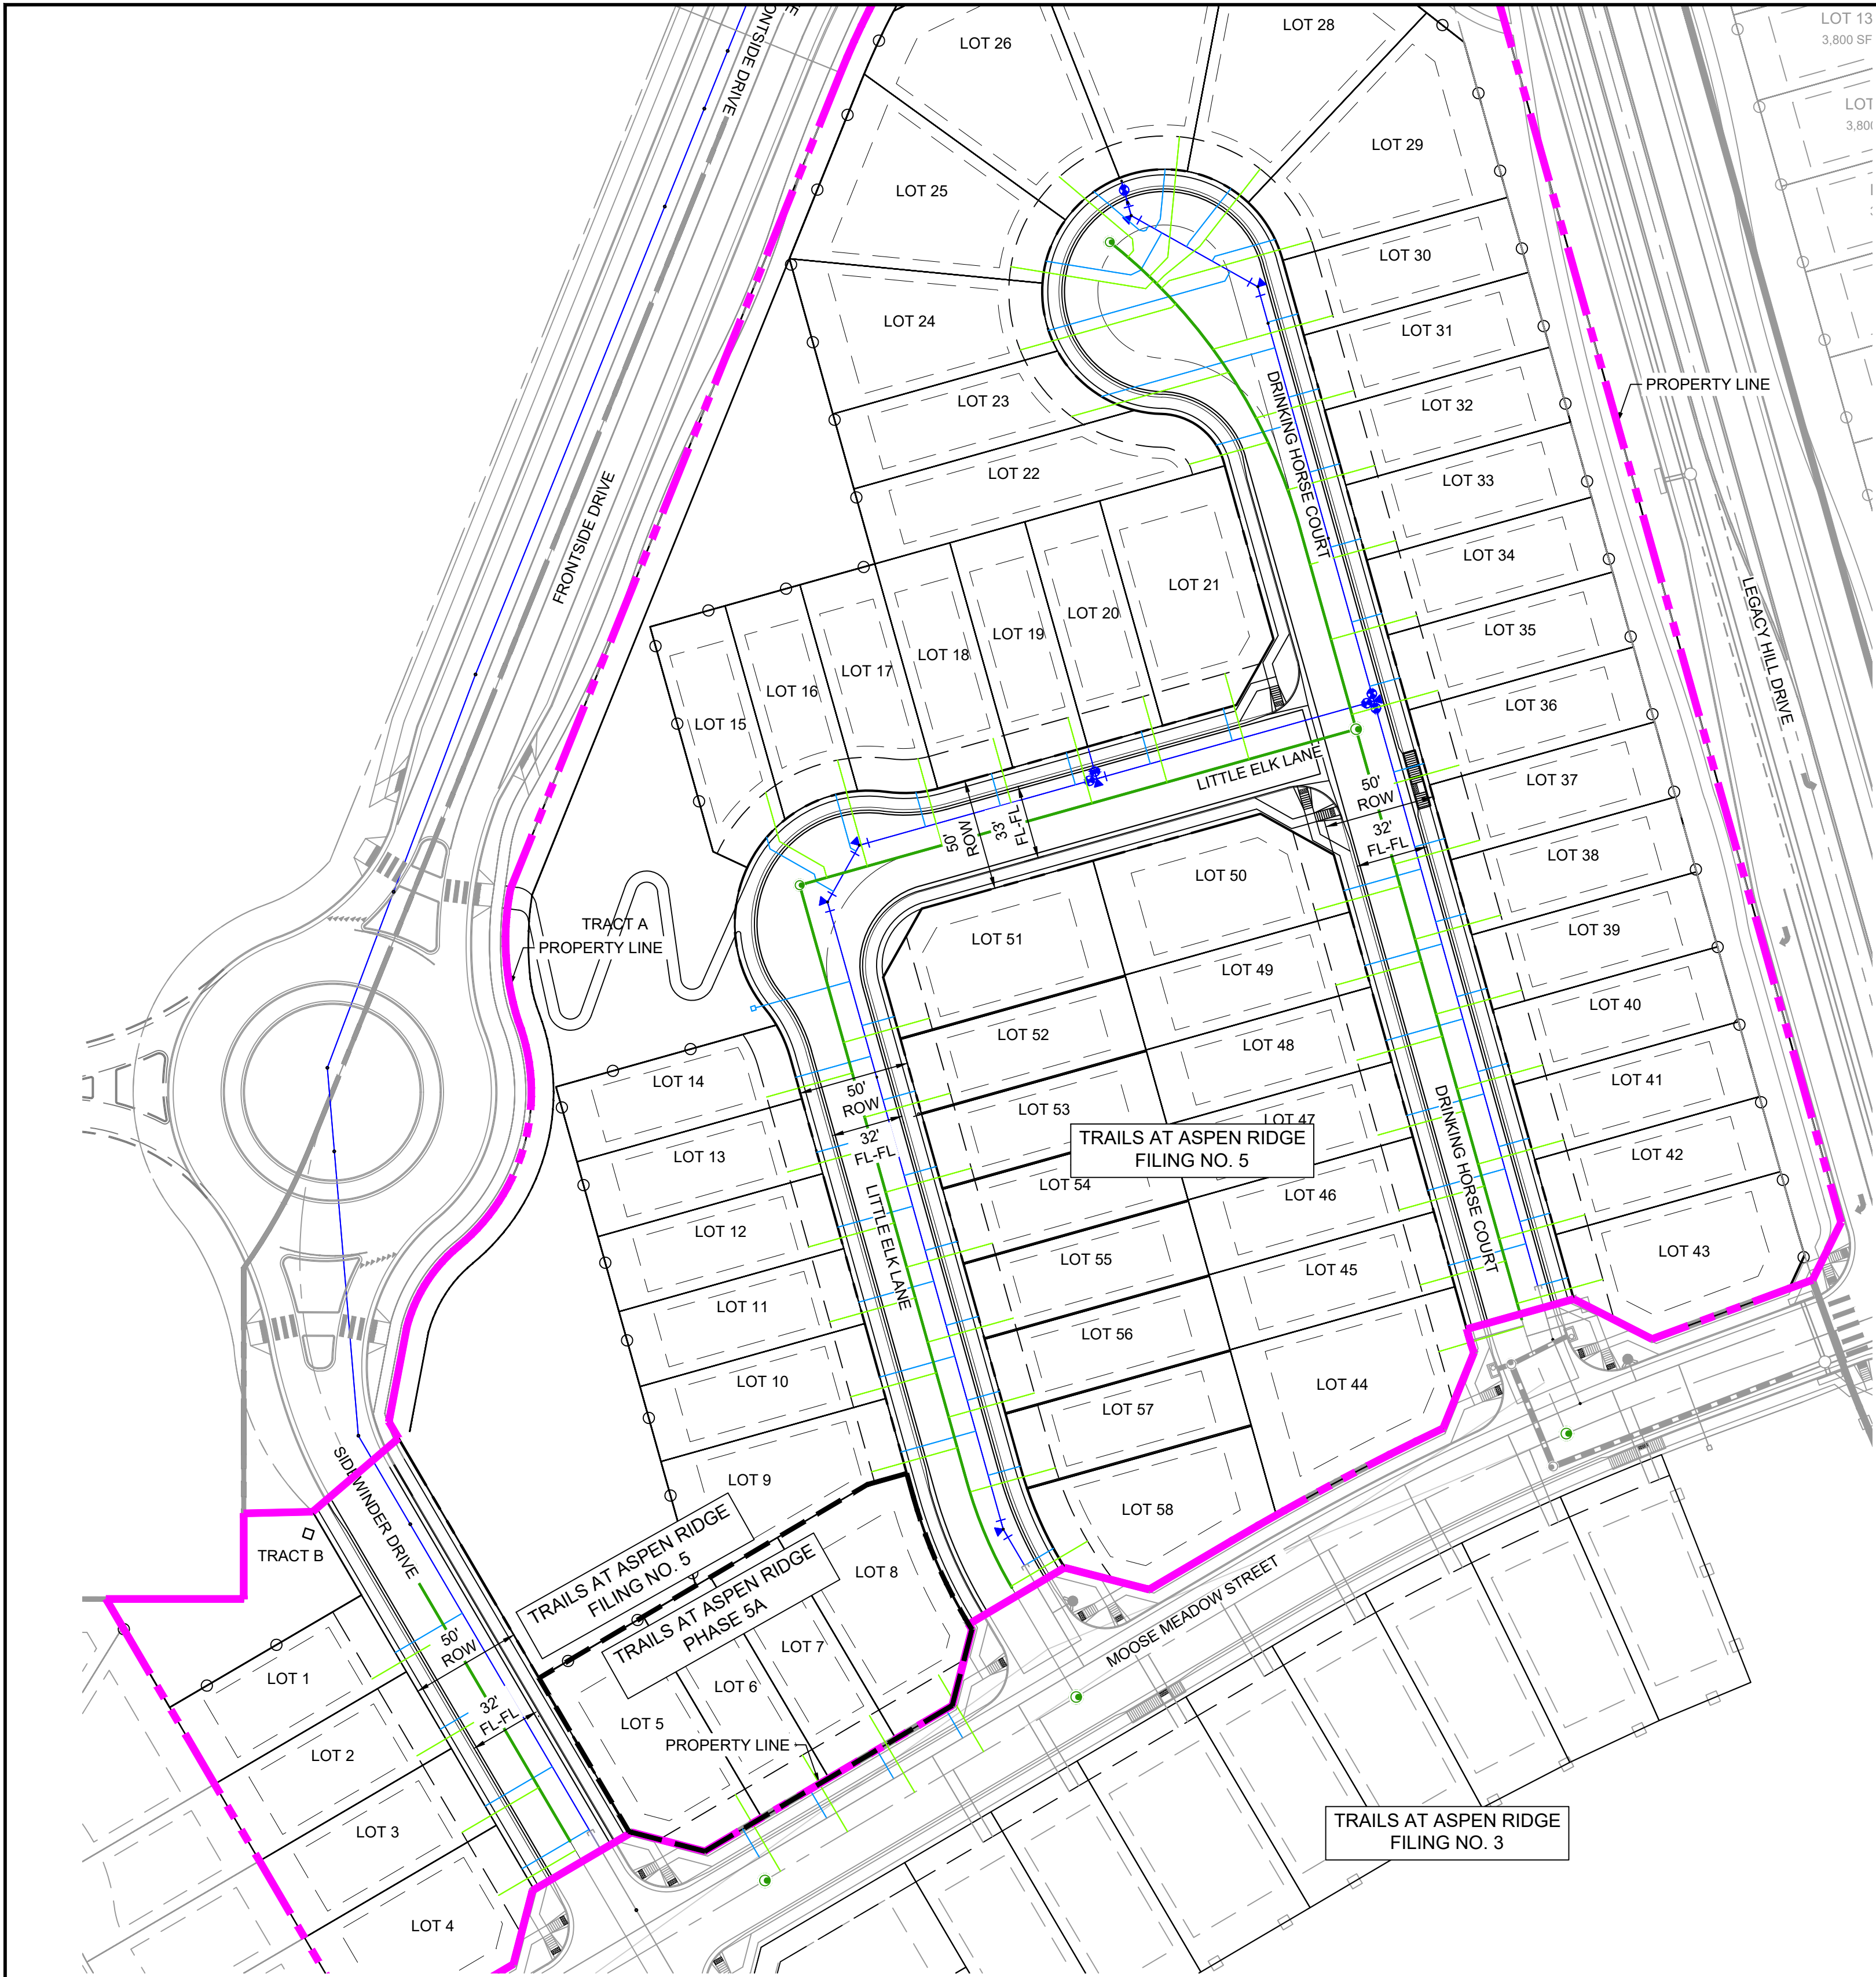 ONTSIDE DRIVE
LOT 26
LOT 28
LOT 13
3,800 SF
LOT 29
LOT 25
LOT 30
LOT 24
LOT 31
DRINKING HORSE COURT
PROPERTY LINE
LOT 23
LOT 32
LOT 22
LOT 33
FRONTSIDE DRIVE
LOT 34
LOT 21
LOT 20
LOT 19
LOT 18
LOT 17
LOT 16
LOT 15
LOT 35
LEGACY HILL DRIVE
LOT 36
LITTLE ELK LANE
50'
ROW
32'
FL-FL
LOT 37
50'
ROW
33'
FL-FL
LOT 38
LOT 50
TRACT A
PROPERTY LINE
LOT 51
LOT 39
LOT 49
LOT 40
LOT 52
LOT 48
LOT 14
50'
ROW
32'
FL-FL
LOT 41
LOT 53
LOT 47
TRAILS AT ASPEN RIDGE
FILING NO. 5
LOT 13
LOT 42
LOT 54
LOT 46
DRINKING HORSE COURT
LITTLE ELK LANE
LOT 12
LOT 43
LOT 55
LOT 45
LOT 11
LOT 56
LOT 10
LOT 44
LOT 57
LOT 9
LOT 58
SIDEWINDER DRIVE
TRACT B
TRAILS AT ASPEN RIDGE
FILING NO. 5
TRAILS AT ASPEN RIDGE
PHASE 5A
LOT 8
MOOSE MEADOW STREET
50'
ROW
32'
FL-FL
LOT 7
LOT 6
LOT 5
PROPERTY LINE
LOT 1
LOT 2
LOT 3
LOT 4
TRAILS AT ASPEN RIDGE
FILING NO. 3